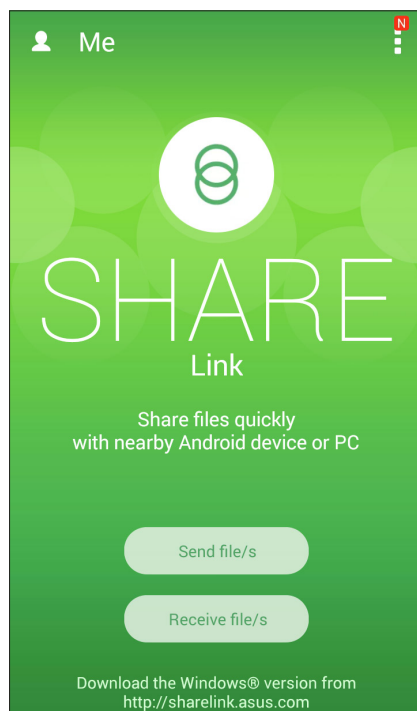 Me
N
SHARE
Link
Share files quickly
with nearby Android device or PC
Send file/s
Receive file/s
Download the Windows® version from
http://sharelink.asus.com